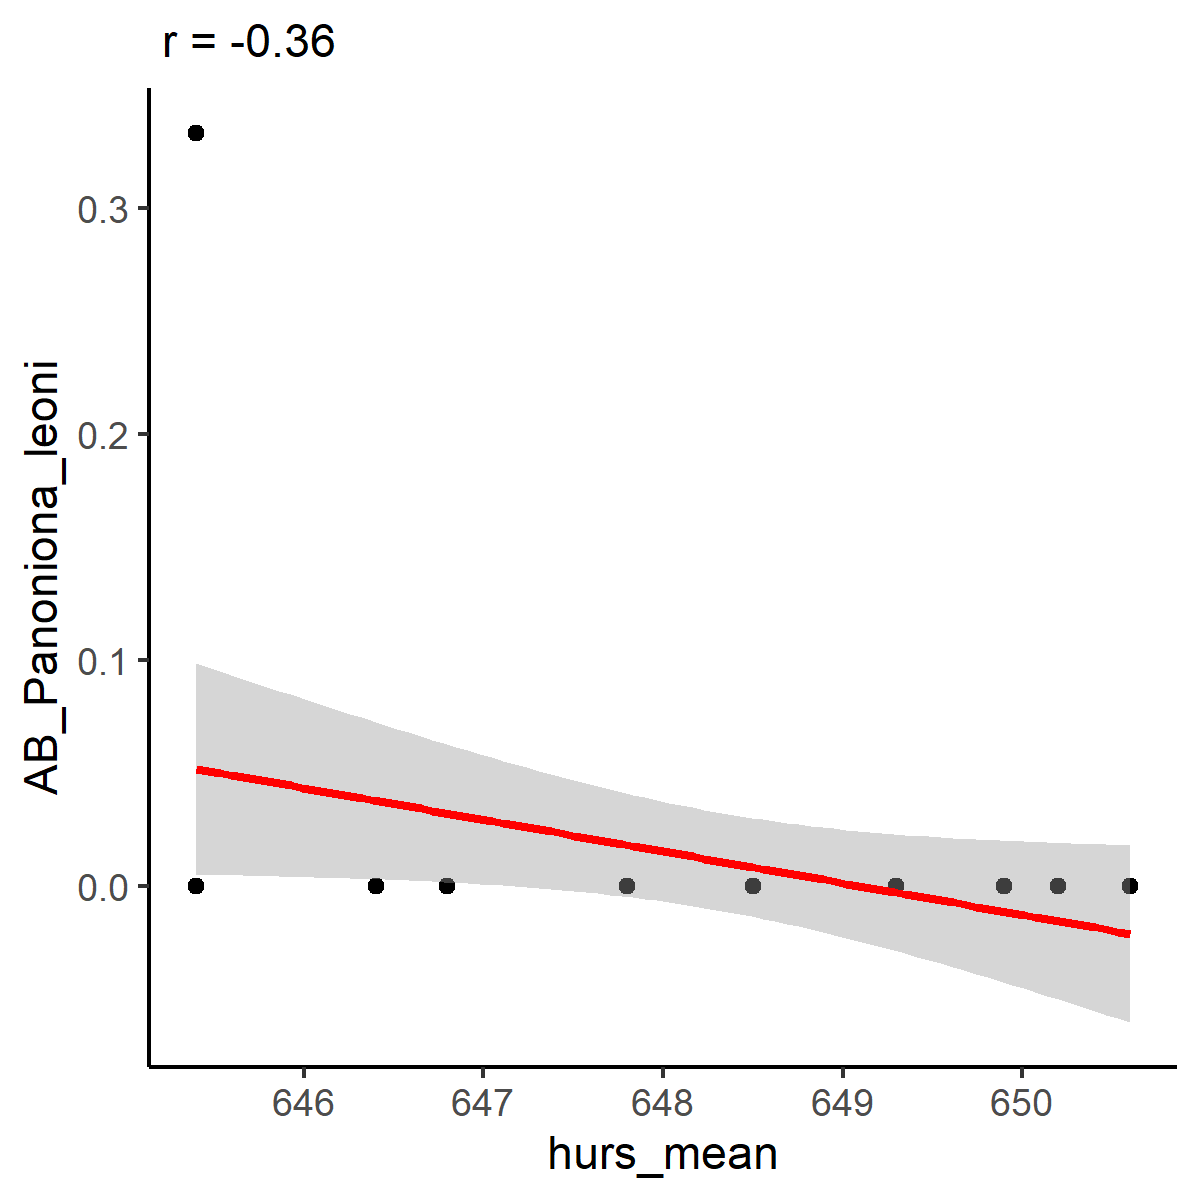 r = -0.36
0.3
0.2
0.1
0.0
AB_Panoniona_leoni
646 647 648 649 650
hurs_mean